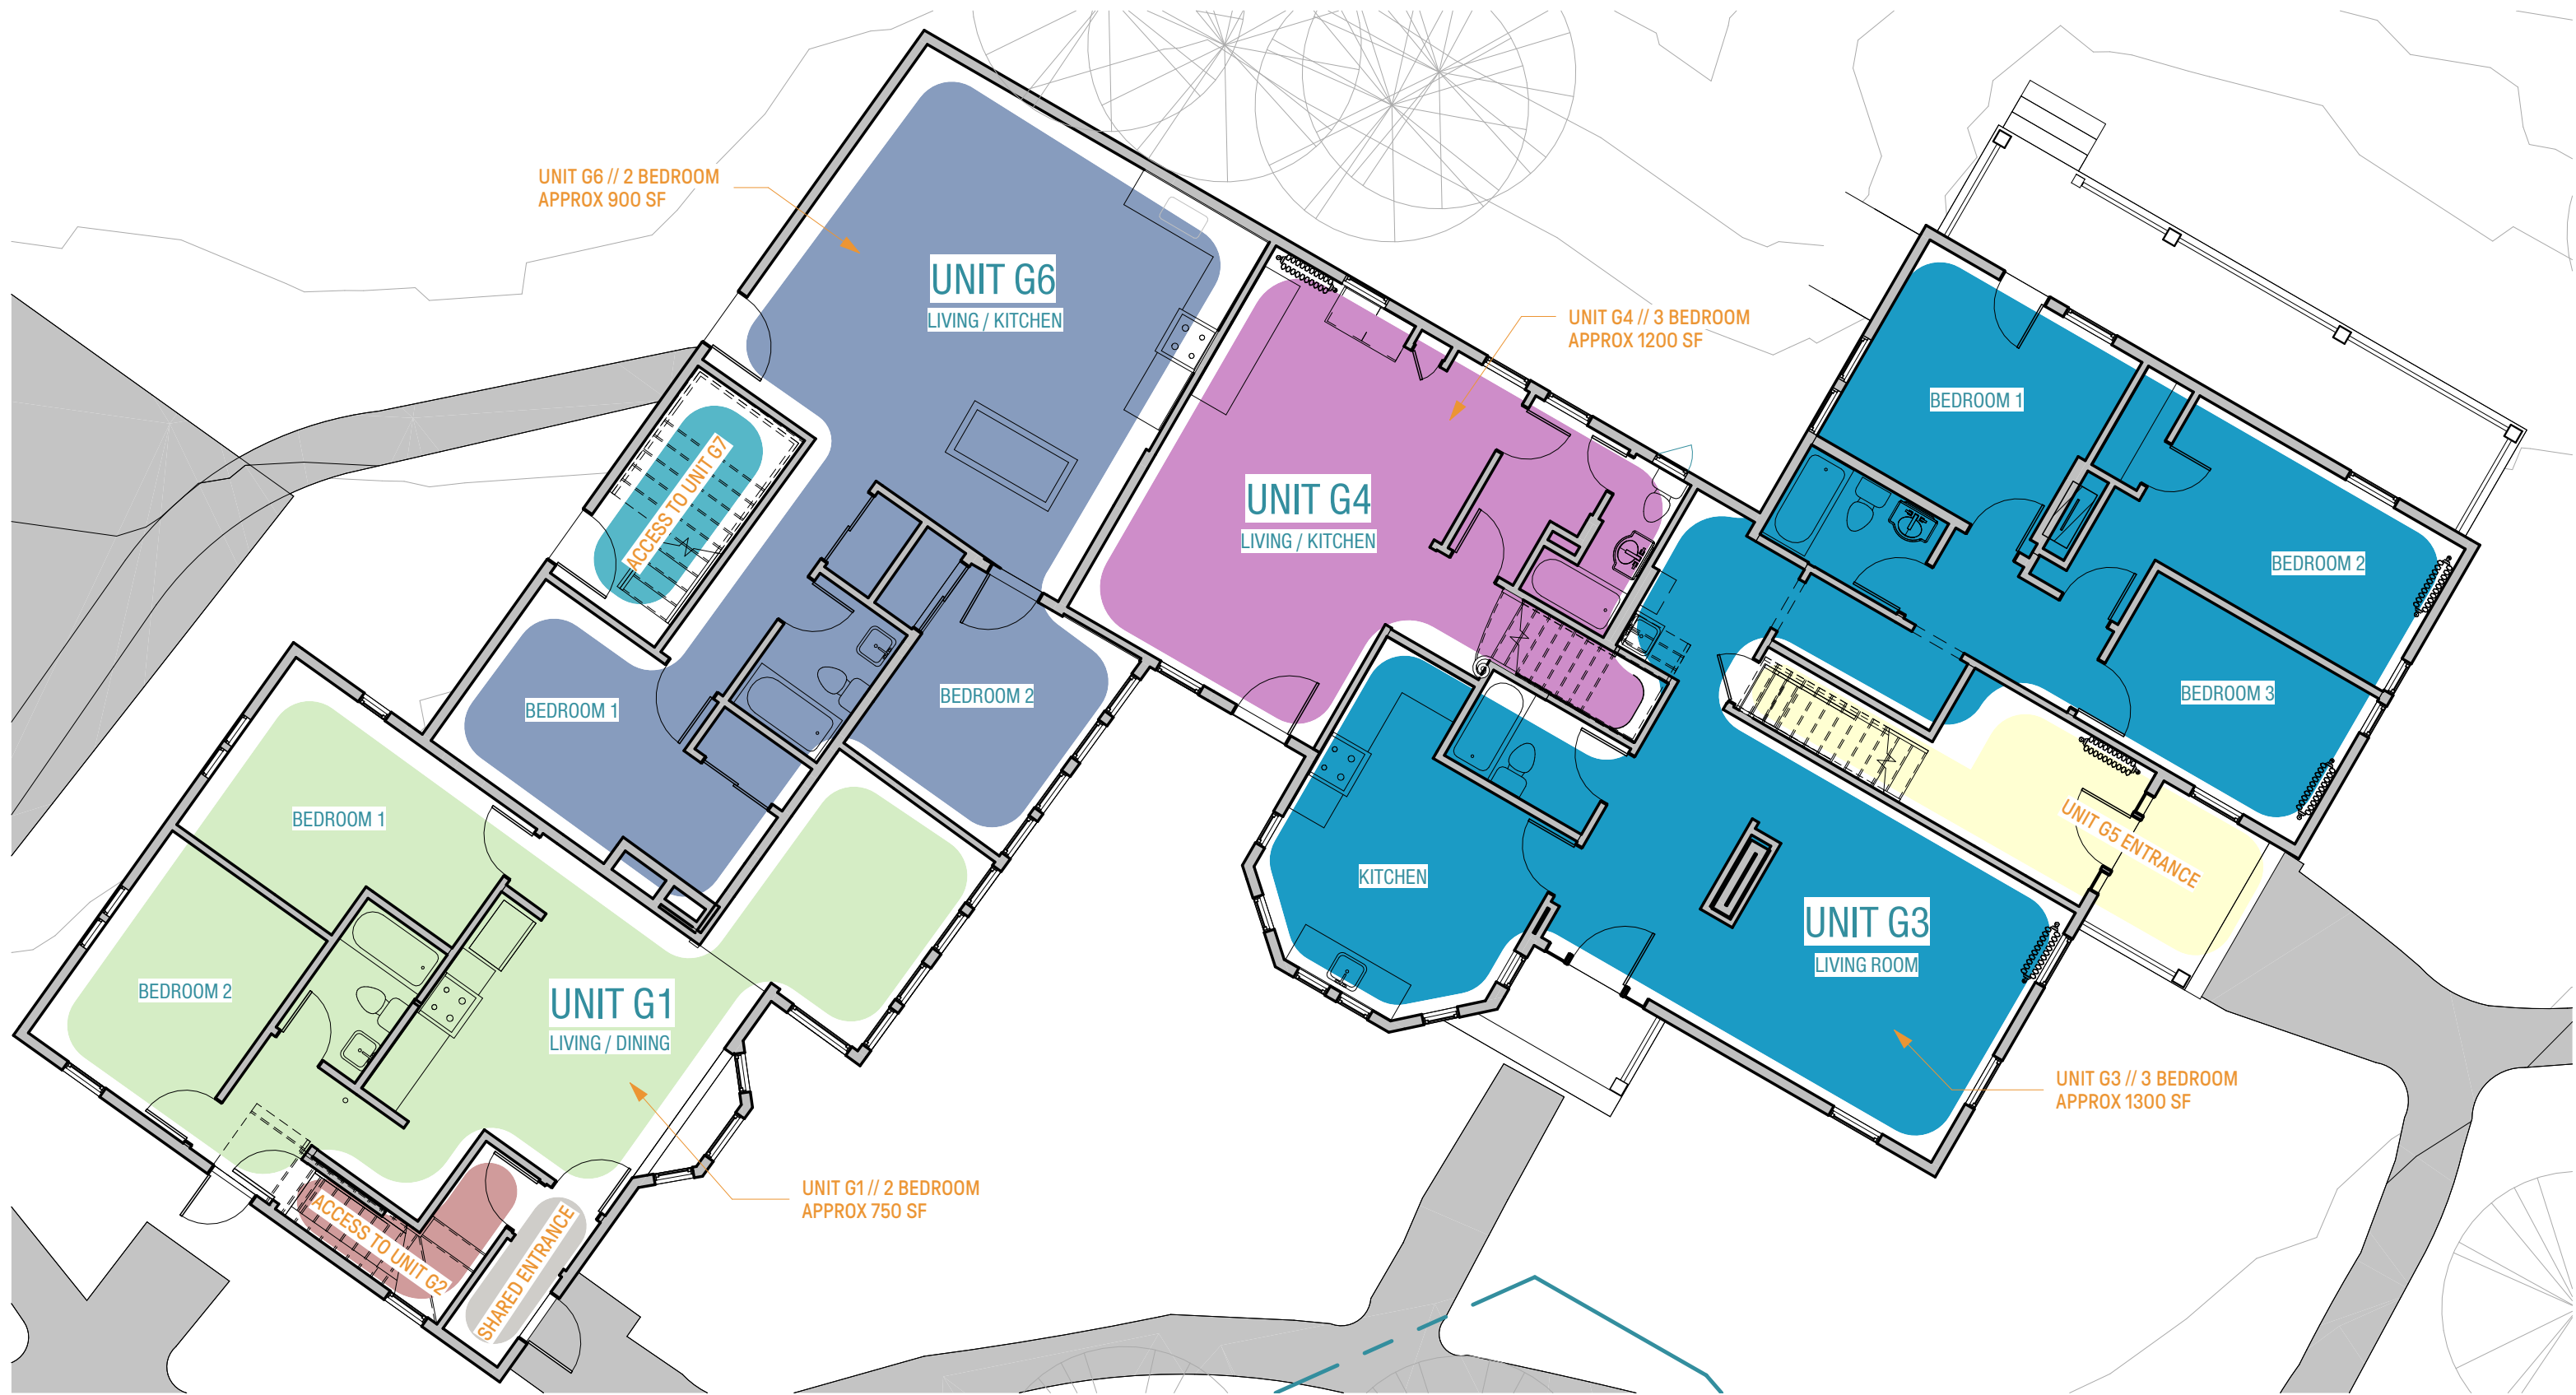 UNIT G6 // 2 BEDROOM
APPROX 900 SF
UNIT G6
LIVING / KITCHEN
UNIT G4 // 3 BEDROOM
APPROX 1200 SF
BEDROOM 1
ACCESS TO UNIT G7
UNIT G4
LIVING / KITCHEN
BEDROOM 2
BEDROOM 1
BEDROOM 2
BEDROOM 3
BEDROOM 1
BEDROOM 2
KITCHEN
UNIT G5 ENTRANCE
UNIT G3
LIVING ROOM
UNIT G1
LIVING / DINING
UNIT G3 // 3 BEDROOM
APPROX 1300 SF
UNIT G1 // 2 BEDROOM
APPROX 750 SF
ACCESS TO UNIT G2
SHARED ENTRANCE